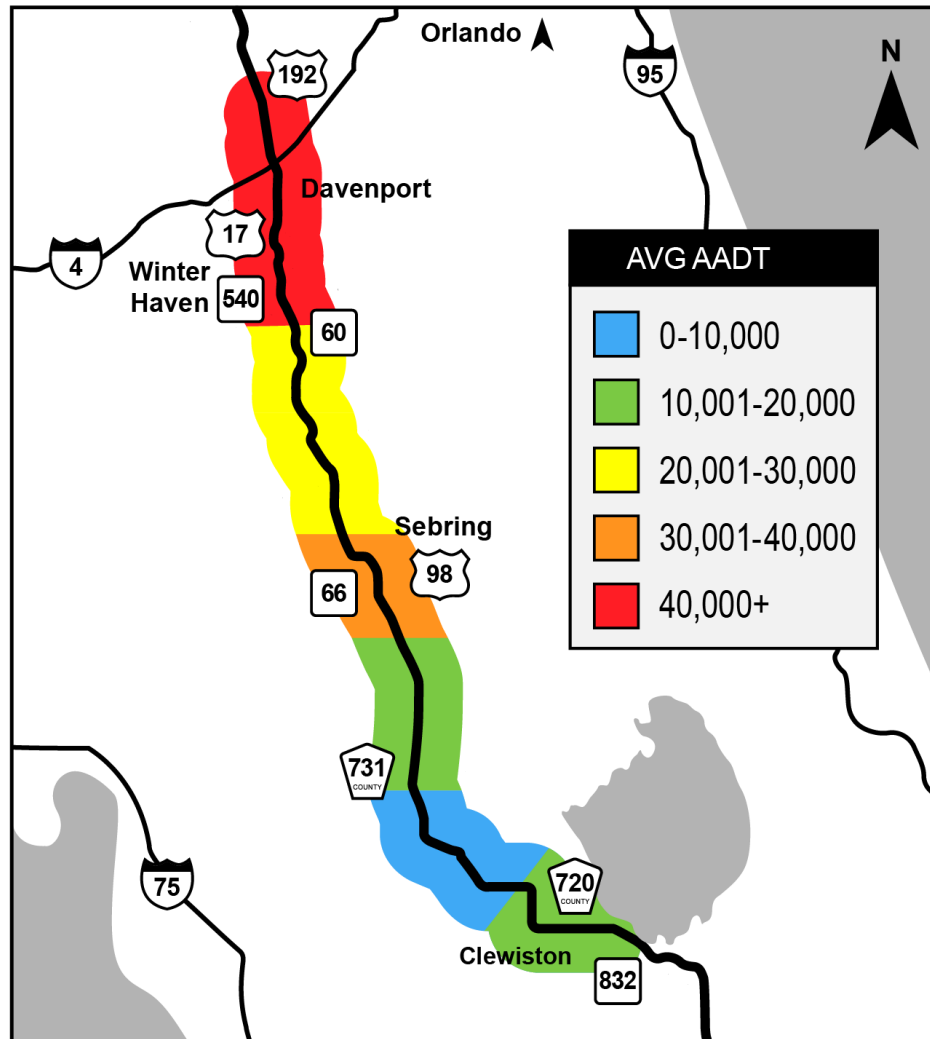 Orlando
N
192
95
Davenport
17
4
Winter
Haven
540
60
AVG AADT
0-10,000
10,001-20,000
20,001-30,000
30,001-40,000
40,000+
Sebring
98
66
731
COUNTY
720
COUNTY
75
Clewiston
832